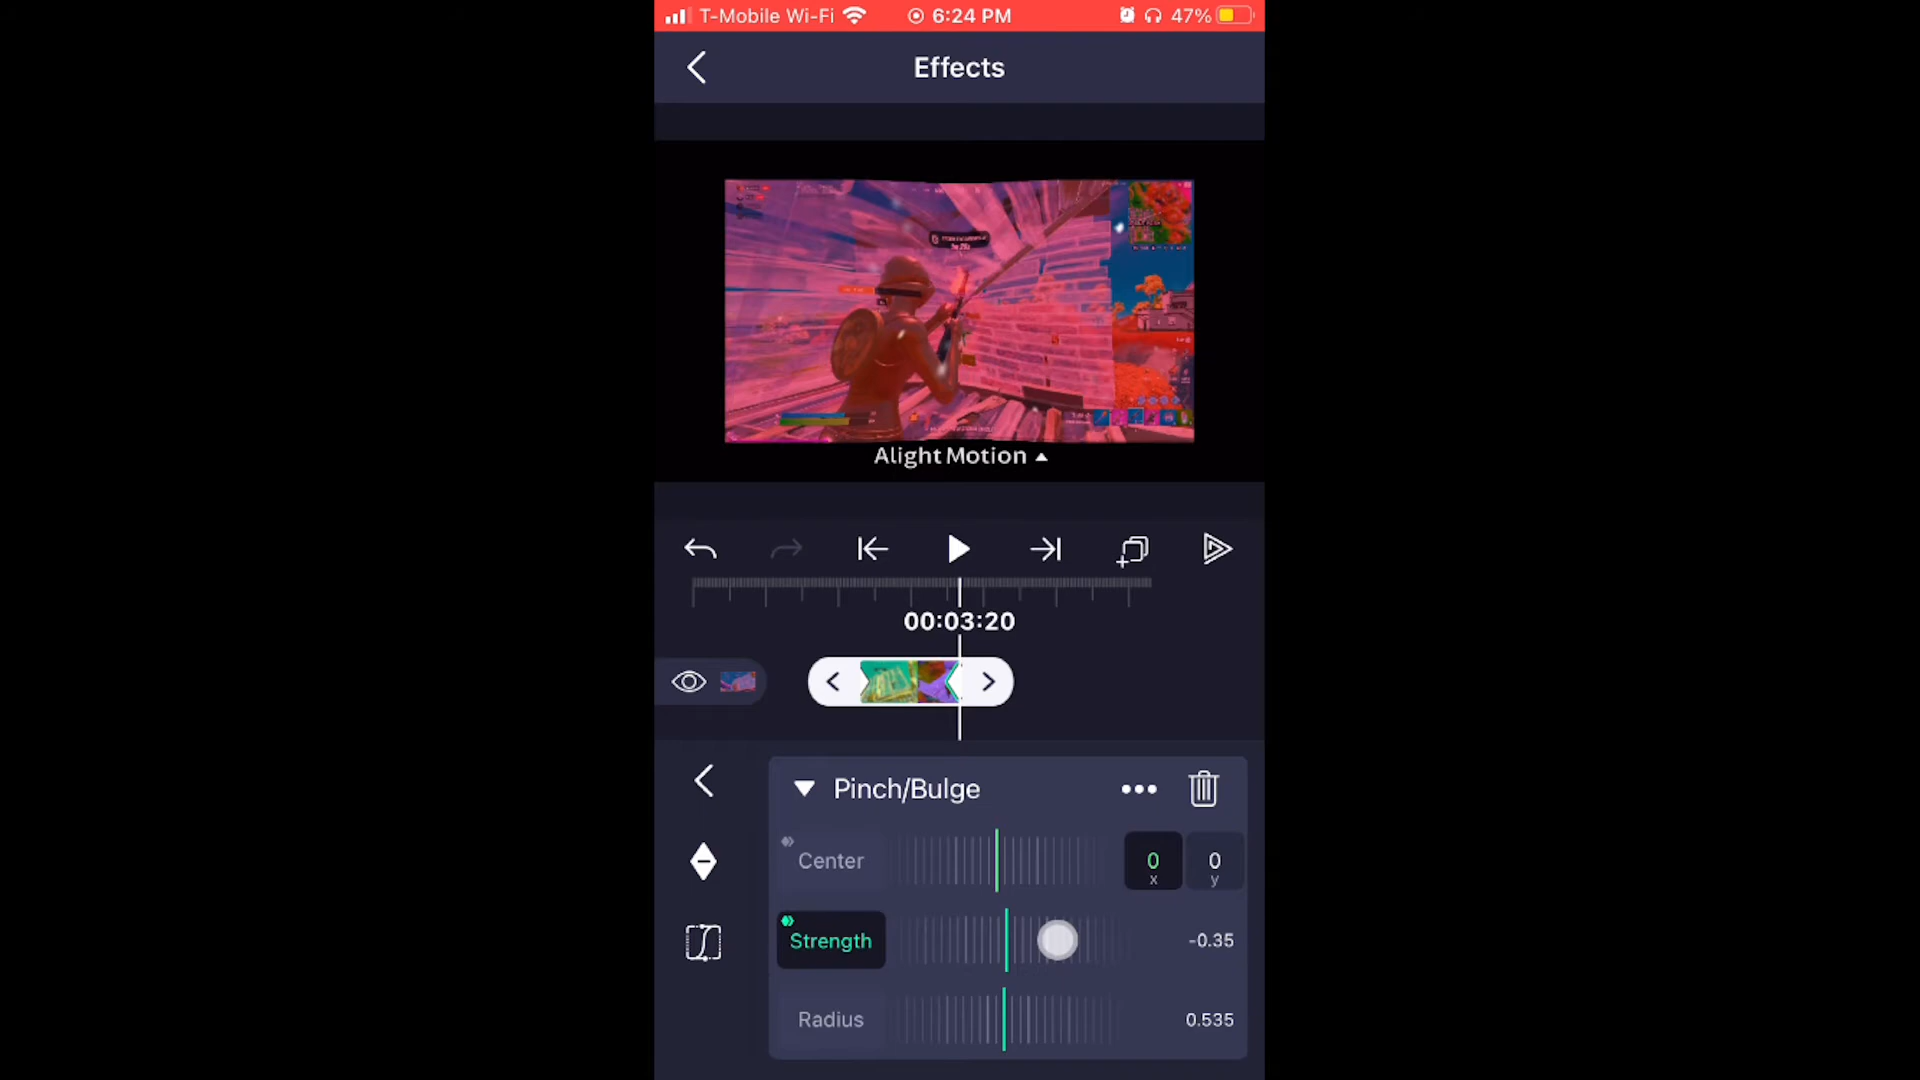 T-Mobile Wi-Fi 6:24 PM 47%
Effects
Alight Motion
00:03:20
Pinch/Bulge
Center 0 x 0 y
Strength -0.35
Radius 0.535